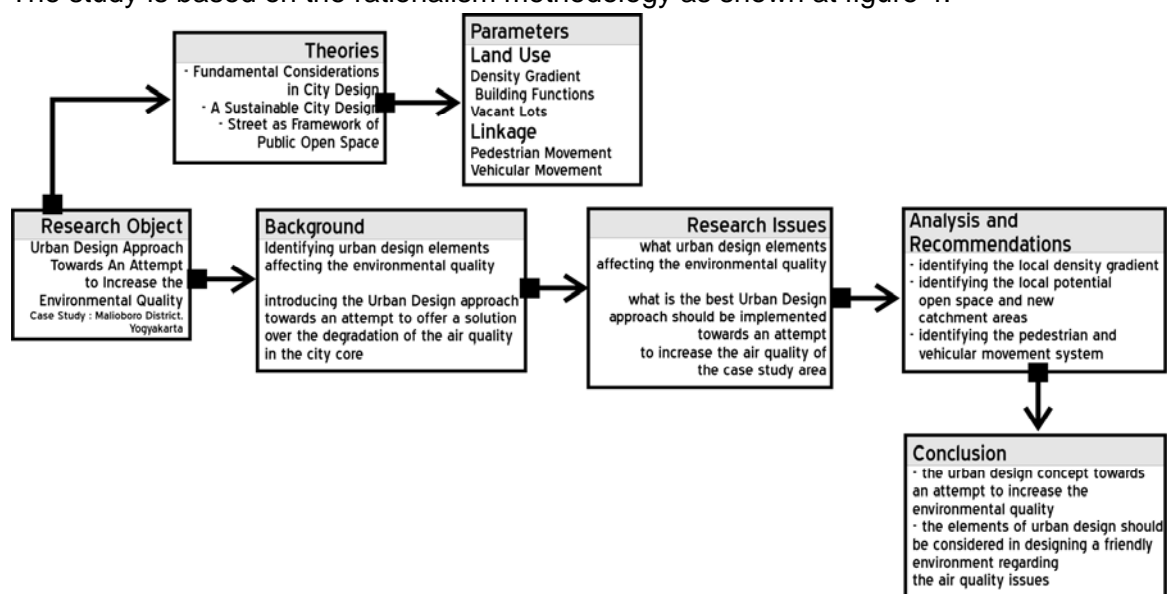 The study is based on the rationalism methodology as shown at figure
Theories
- Fundamental Considerations
in City Design
- A Sustainable City Design
- Street as Framework of
Public Open Space
Parameters
Land Use
Density Gradient
Building Functions
Vacant Lots
Linkage
Pedestrian Movement
Vehicular Movement
Research Object
Urban Design Approach
Towards An Attempt
to Increase the
Environmental Quality
Case Study : Malioboro District,
Yogyakarta
Background
Identifying urban design elements
affecting the environmental quality
introducing the Urban Design approach
towards an attempt to offer a solution
over the degradation of the air quality
in the city core
Research Issues
what urban design elements
affecting the environmental quality
what is the best Urban Design
approach should be implemented
towards an attempt
to increase the air quality of
the case study area
Analysis and
Recommendations
- identifying the local density gradient
- identifying the local potential
open space and new
catchment areas
- identifying the pedestrian and
vehicular movement system
Conclusion
- the urban design concept towards
an attempt to increase the
environmental quality
- the elements of urban design should
be considered in designing a friendly
environment regarding
the air quality issues